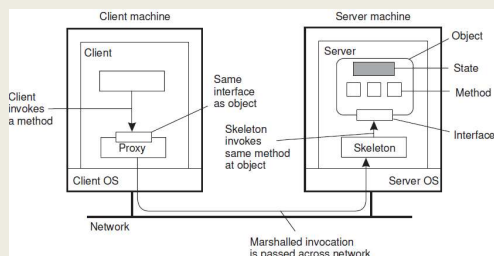 Client machine
Server machine
Object
Client
Server
State
Same
interface
as object
Method
Client
invokes
a method
Skeleton
invokes
same method
at object
Interface
Proxy
Skeleton
Client OS
Server OS
Network
Marshalled invocation
is passed across network